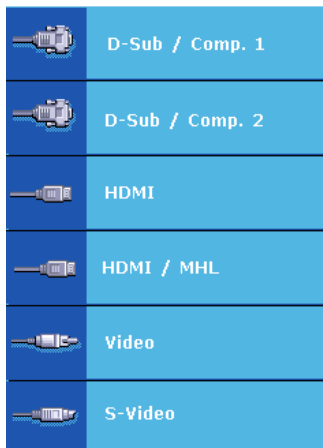 D-Sub / Comp. 1
D-Sub / Comp. 2
HDMI
HDMI / MHL
Video
S-Video